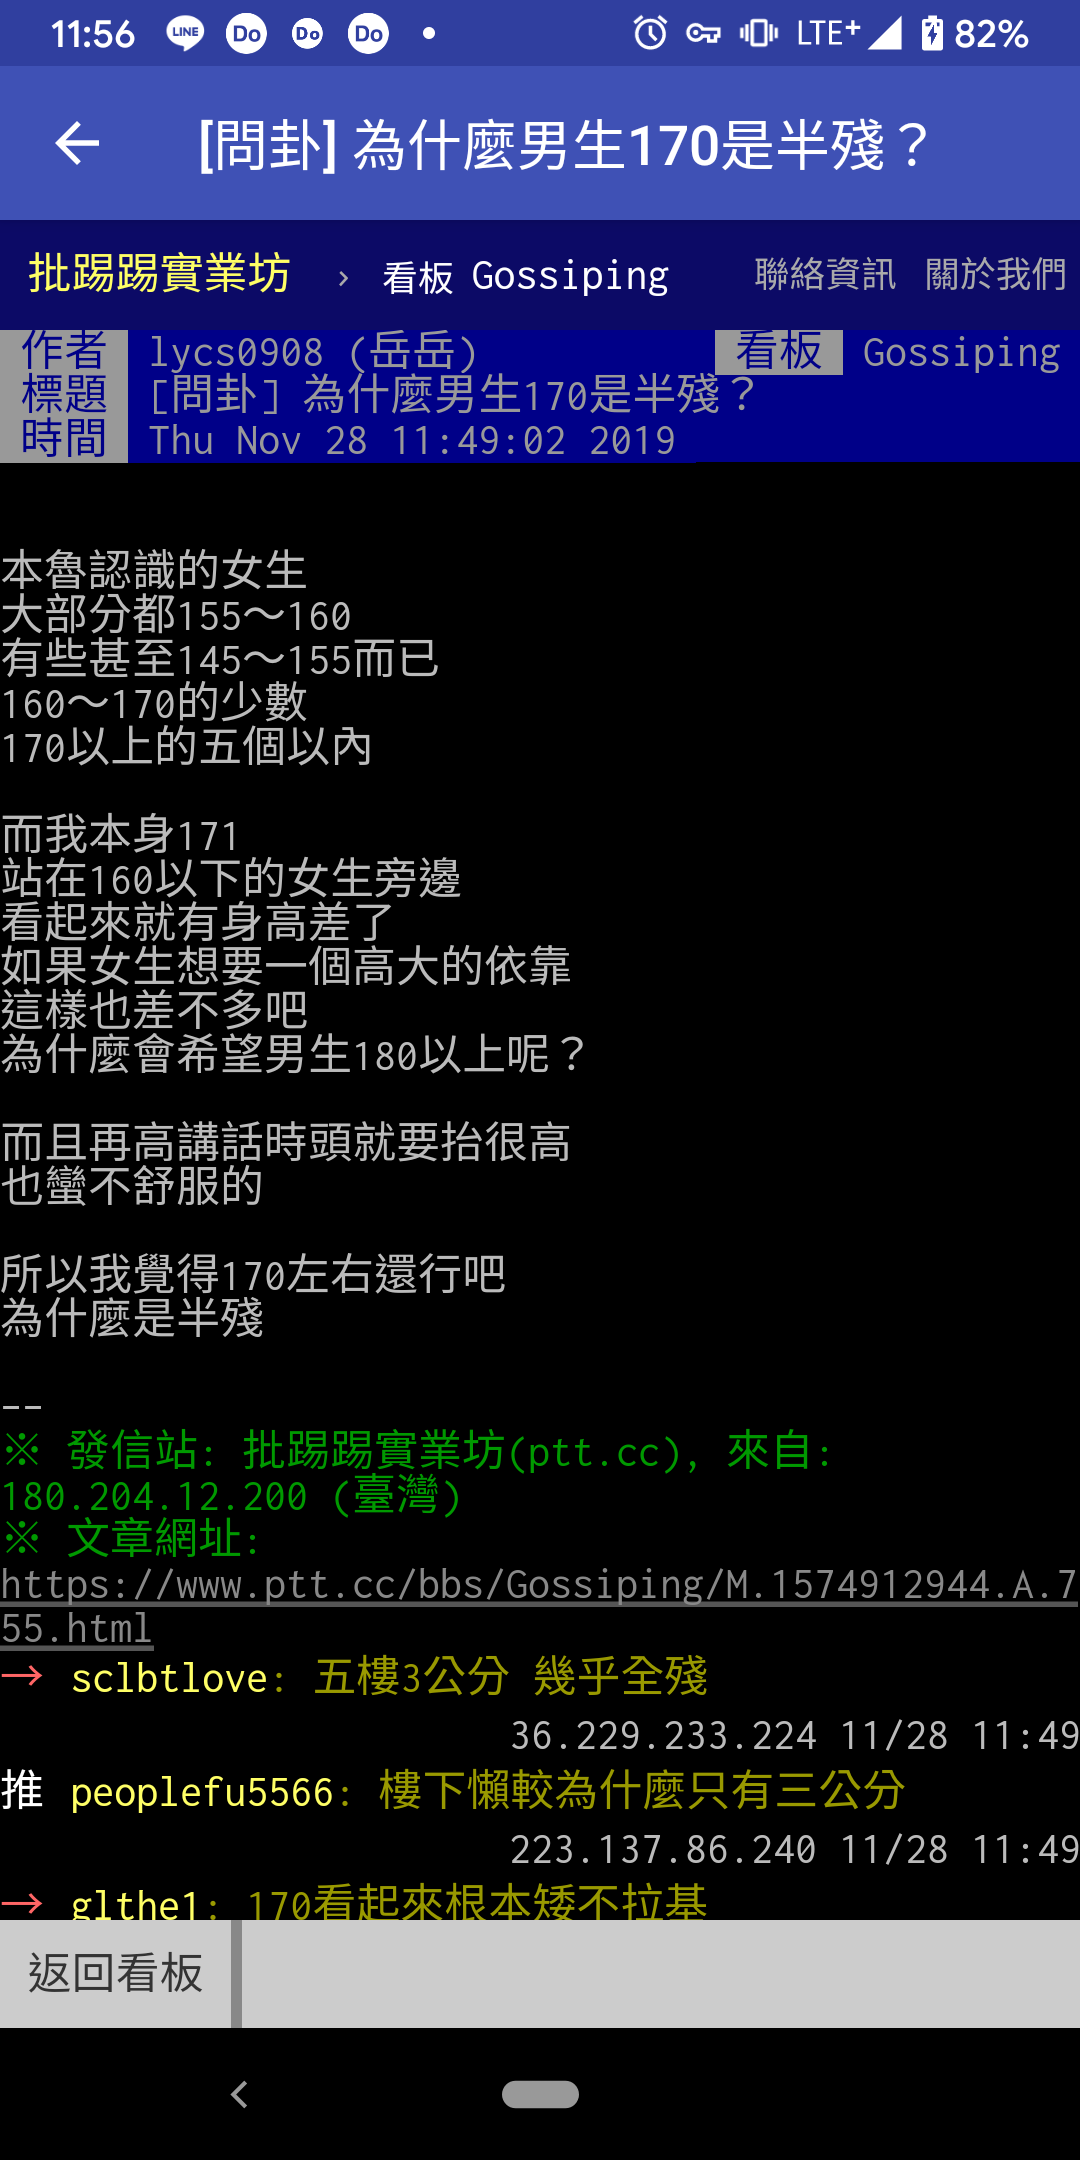 11:56 LINE Do Do Do LTE+ 82%
[問卦] 為什麼男生170是半殘？
批踢踢實業坊 › 看板 Gossiping 聯絡資訊 關於我們
作者 lycs0908 (岳岳) 看板 Gossiping
標題 [問卦] 為什麼男生170是半殘？
時間 Thu Nov 28 11:49:02 2019
本魯認識的女生
大部分都155～160
有些甚至145～155而已
160～170的少數
170以上的五個以內
而我本身171
站在160以下的女生旁邊
看起來就有身高差了
如果女生想要一個高大的依靠
這樣也差不多吧
為什麼會希望男生180以上呢？
而且再高講話時頭就要抬很高
也蠻不舒服的
所以我覺得170左右還行吧
為什麼是半殘
--
※ 發信站: 批踢踢實業坊(ptt.cc), 來自:
180.204.12.200 (臺灣)
※ 文章網址:
https://www.ptt.cc/bbs/Gossiping/M.1574912944.A.7
55.html
→ sclbtlove: 五樓3公分 幾乎全殘
36.229.233.224 11/28 11:49
推 peoplefu5566: 樓下懶較為什麼只有三公分
223.137.86.240 11/28 11:49
→ glthe1: 170看起來根本矮不拉基
返回看板